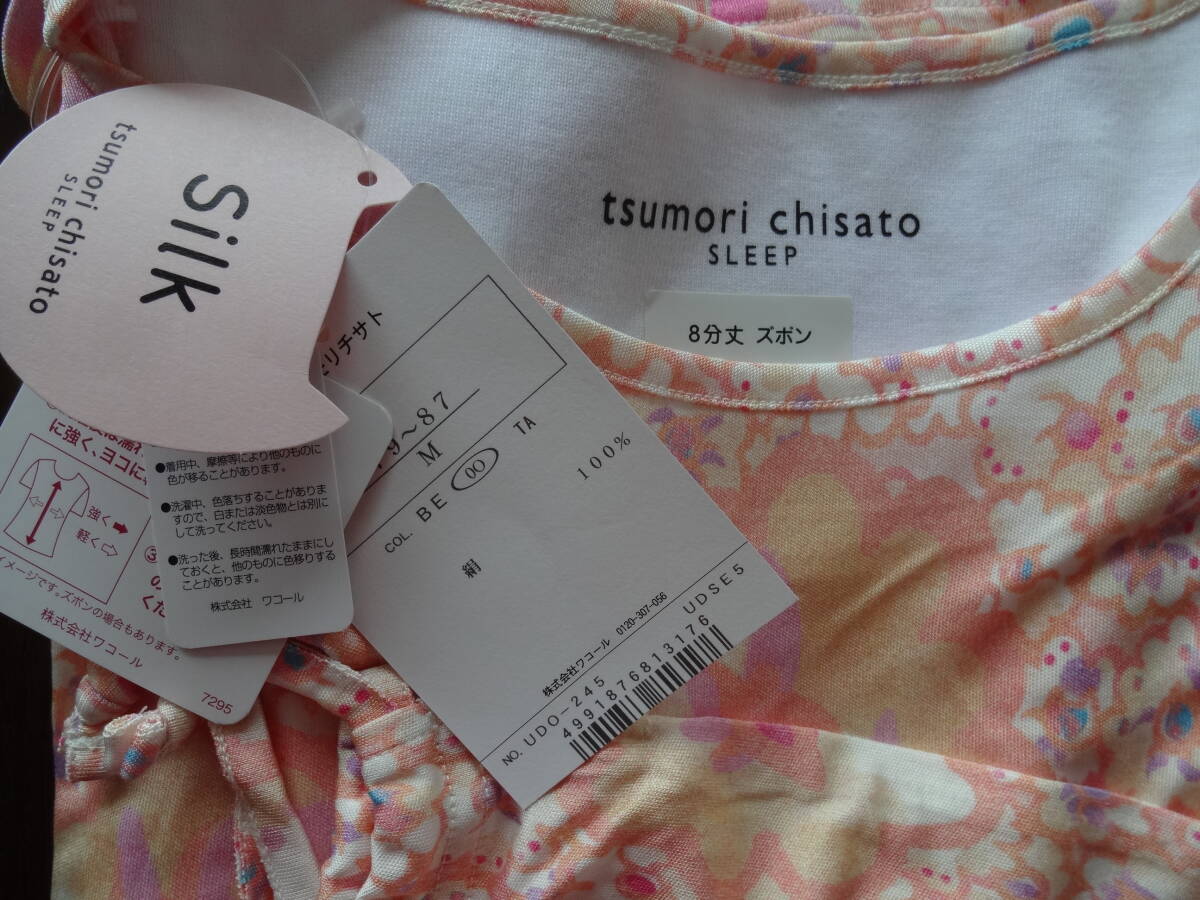 Silk
tsumori chisato
SLEEP
tsumori chisato
SLEEP
8分丈 ズボン
リチサト
9~87
M
COL. BE 00 TA
絹 100%
株式会社ワコール 0120-307-056
NO. UDO-245 UDSE5
4991876813176
に強く、ヨコに
強く
軽く
③
の
くだ
イメージです。ズボンの場合もあります。
株式会社ワコール
7295
●着用中、摩擦等により他のものに
色が移ることがあります。
●洗濯中、色落ちすることがありま
すので、白または淡色物とは別に
して洗ってください。
●洗った後、長時間濡れたままにし
ておくと、他のものに色移りする
ことがあります。
株式会社 ワコール